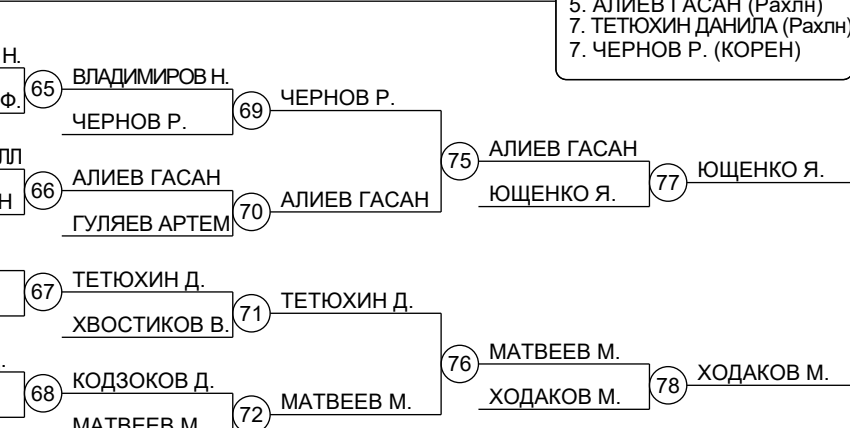 5. АЛИЕВ ГАСАН (Рахлн)
7. ТЕТЮХИН ДАНИЛА (Рахлн)
7. ЧЕРНОВ Р. (КОРЕН)
Н.
Ф.
65
ВЛАДИМИРОВ Н.
ЧЕРНОВ Р.
69
ЧЕРНОВ Р.
ЛЛ
Н
66
АЛИЕВ ГАСАН
ГУЛЯЕВ АРТЕМ
70
АЛИЕВ ГАСАН
75
АЛИЕВ ГАСАН
ЮЩЕНКО Я.
77
ЮЩЕНКО Я.
67
ТЕТЮХИН Д.
ХВОСТИКОВ В.
71
ТЕТЮХИН Д.
68
КОДЗОКОВ Д.
МАТВЕЕВ М.
72
МАТВЕЕВ М.
76
МАТВЕЕВ М.
ХОДАКОВ М.
78
ХОДАКОВ М.